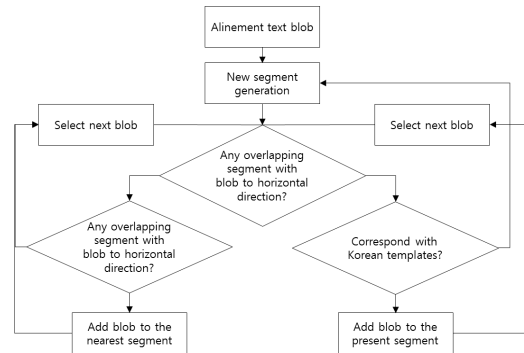 Alinement text blob
New segment
generation
Select next blob
Select next blob
Any overlapping
segment with
blob to horizontal
direction?
Any overlapping
segment with
blob to horizontal
direction?
Correspond with
Korean templates?
Add blob to the
nearest segment
Add blob to the
present segment